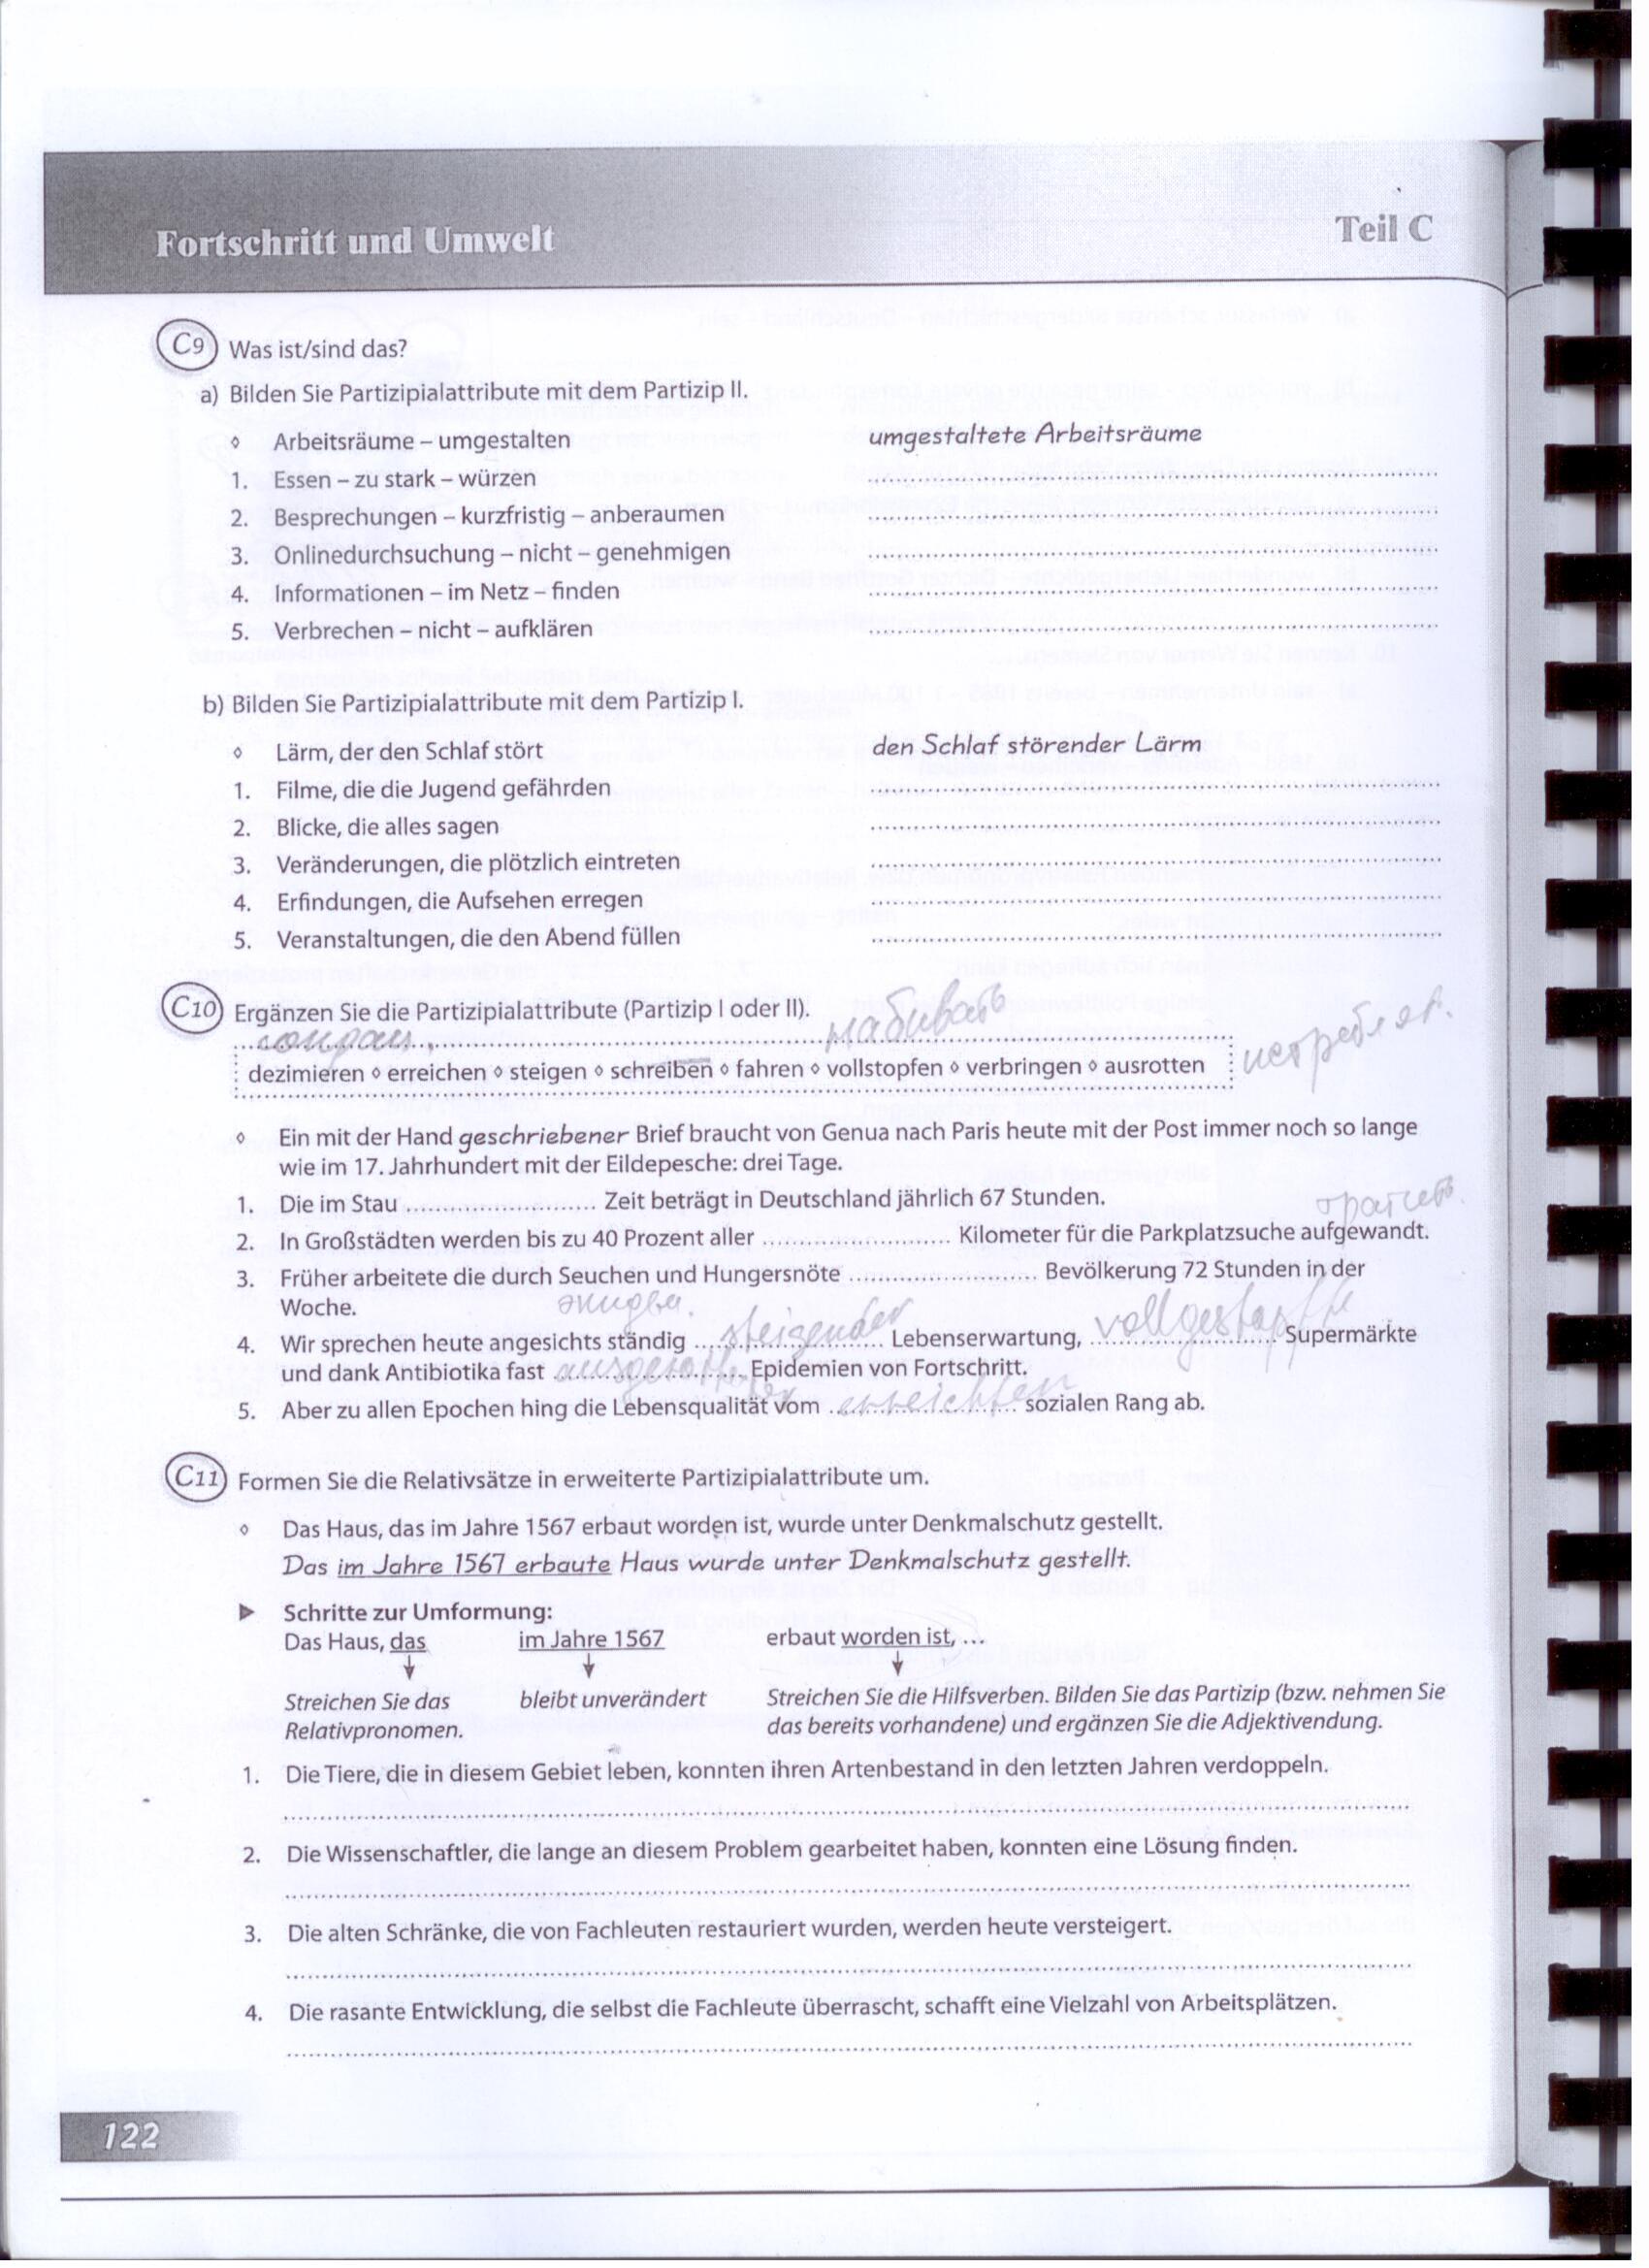 Fortschritt und Umwelt
Teil C
C9 Was ist/sind das?
a) Bilden Sie Partizipialattribute mit dem Partizip II.
◊ Arbeitsräume – umgestalten umgestaltete Arbeitsräume
1. Essen – zu stark – würzen
2. Besprechungen – kurzfristig – anberaumen
3. Onlinedurchsuchung – nicht – genehmigen
4. Informationen – im Netz – finden
5. Verbrechen – nicht – aufklären
b) Bilden Sie Partizipialattribute mit dem Partizip I.
◊ Lärm, der den Schlaf stört den Schlaf störender Lärm
1. Filme, die die Jugend gefährden
2. Blicke, die alles sagen
3. Veränderungen, die plötzlich eintreten
4. Erfindungen, die Aufsehen erregen
5. Veranstaltungen, die den Abend füllen
C10 Ergänzen Sie die Partizipialattribute (Partizip I oder II).
набивать
dezimieren ◊ erreichen ◊ steigen ◊ schreiben ◊ fahren ◊ vollstopfen ◊ verbringen ◊ ausrotten
◊ Ein mit der Hand geschriebener Brief braucht von Genua nach Paris heute mit der Post immer noch so lange
wie im 17. Jahrhundert mit der Eildepesche: drei Tage.
1. Die im Stau ........................ Zeit beträgt in Deutschland jährlich 67 Stunden.
2. In Großstädten werden bis zu 40 Prozent aller ........................ Kilometer für die Parkplatzsuche aufgewandt.
3. Früher arbeitete die durch Seuchen und Hungersnöte ........................ Bevölkerung 72 Stunden in der
Woche.
4. Wir sprechen heute angesichts ständig steigender Lebenserwartung, vollgestopfte Supermärkte
und dank Antibiotika fast Epidemien von Fortschritt.
5. Aber zu allen Epochen hing die Lebensqualität vom erreichten sozialen Rang ab.
C11 Formen Sie die Relativsätze in erweiterte Partizipialattribute um.
◊ Das Haus, das im Jahre 1567 erbaut worden ist, wurde unter Denkmalschutz gestellt.
Das im Jahre 1567 erbaute Haus wurde unter Denkmalschutz gestellt.
Schritte zur Umformung:
Das Haus, das im Jahre 1567 erbaut worden ist, ...
Streichen Sie das bleibt unverändert Streichen Sie die Hilfsverben. Bilden Sie das Partizip (bzw. nehmen Sie
Relativpronomen. das bereits vorhandene) und ergänzen Sie die Adjektivendung.
1. Die Tiere, die in diesem Gebiet leben, konnten ihren Artenbestand in den letzten Jahren verdoppeln.
2. Die Wissenschaftler, die lange an diesem Problem gearbeitet haben, konnten eine Lösung finden.
3. Die alten Schränke, die von Fachleuten restauriert wurden, werden heute versteigert.
4. Die rasante Entwicklung, die selbst die Fachleute überrascht, schafft eine Vielzahl von Arbeitsplätzen.
122